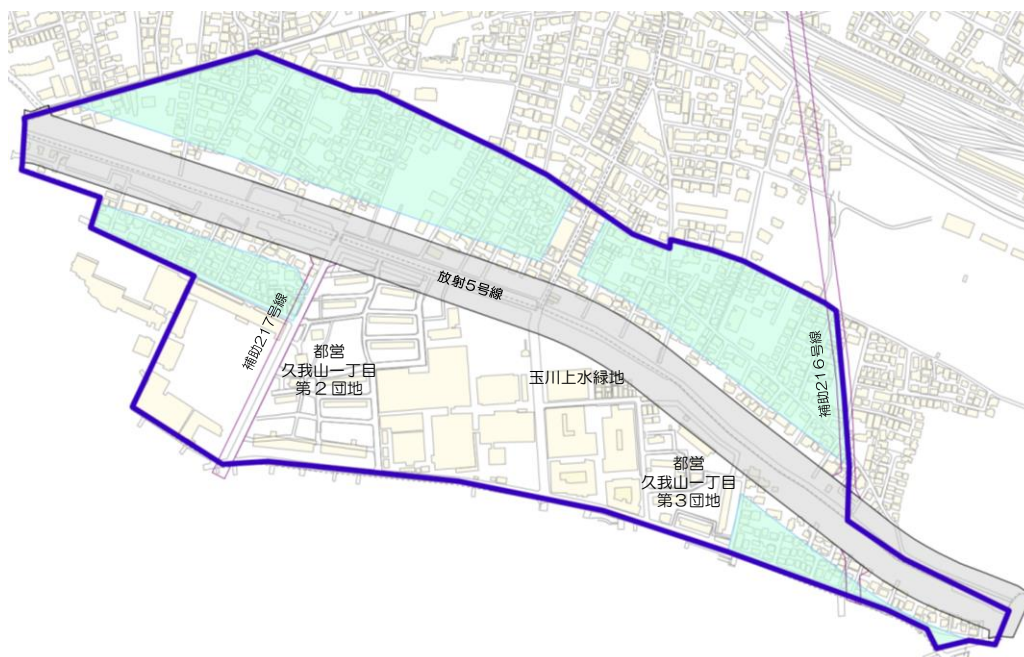 放射5号線
補助217号線
都営
久我山一丁目
第2団地
玉川上水緑地
補助216号線
都営
久我山一丁目
第3団地